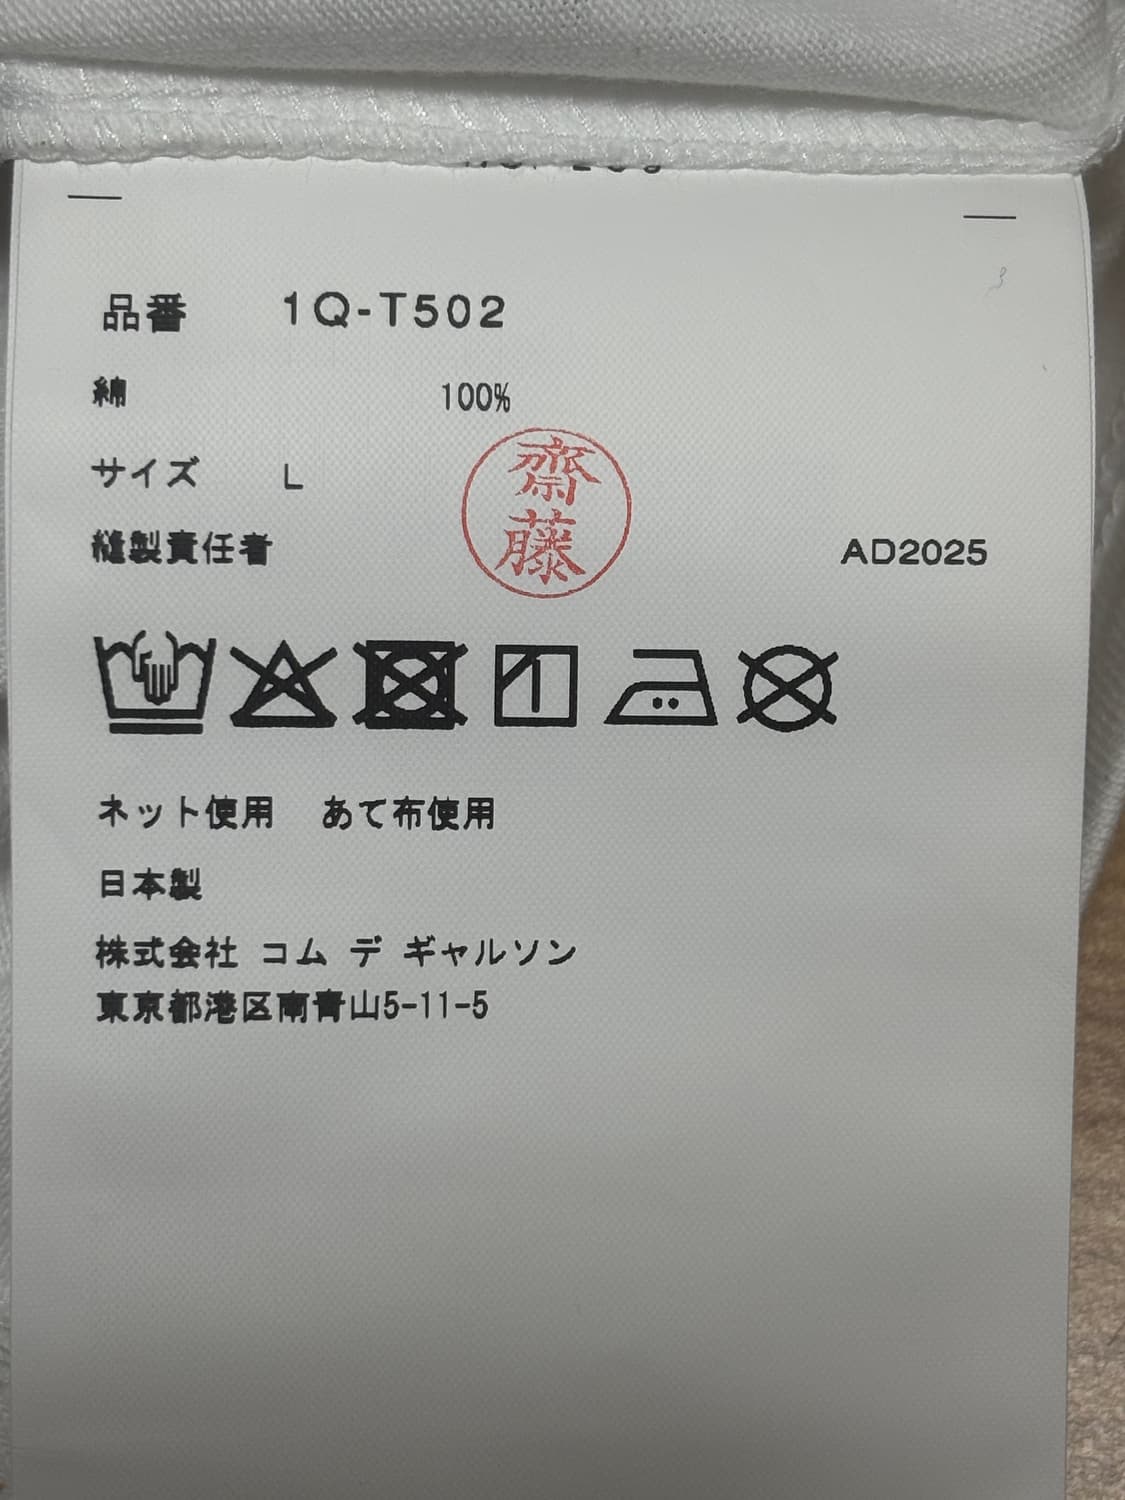 品番 1Q-T502
綿 100%
サイズ L
齋藤
縫製責任者 AD2025
ネット使用 あて布使用
日本製
株式会社 コム デ ギャルソン
東京都港区南青山5-11-5